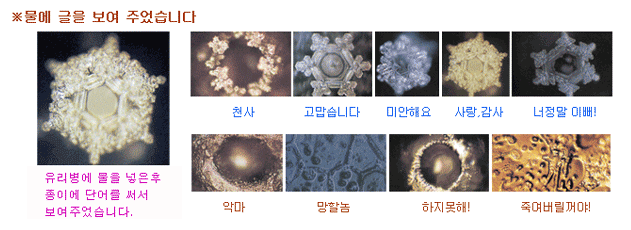 ※물에 글을 보여 주었습니다
천사 고맙습니다 미안해요 사랑,감사 너정말 이뻐!
유리병에 물을 넣은후
종이에 단어를 써서
보여주었습니다.
악마 망할놈 하지못해! 죽여버릴꺼야!